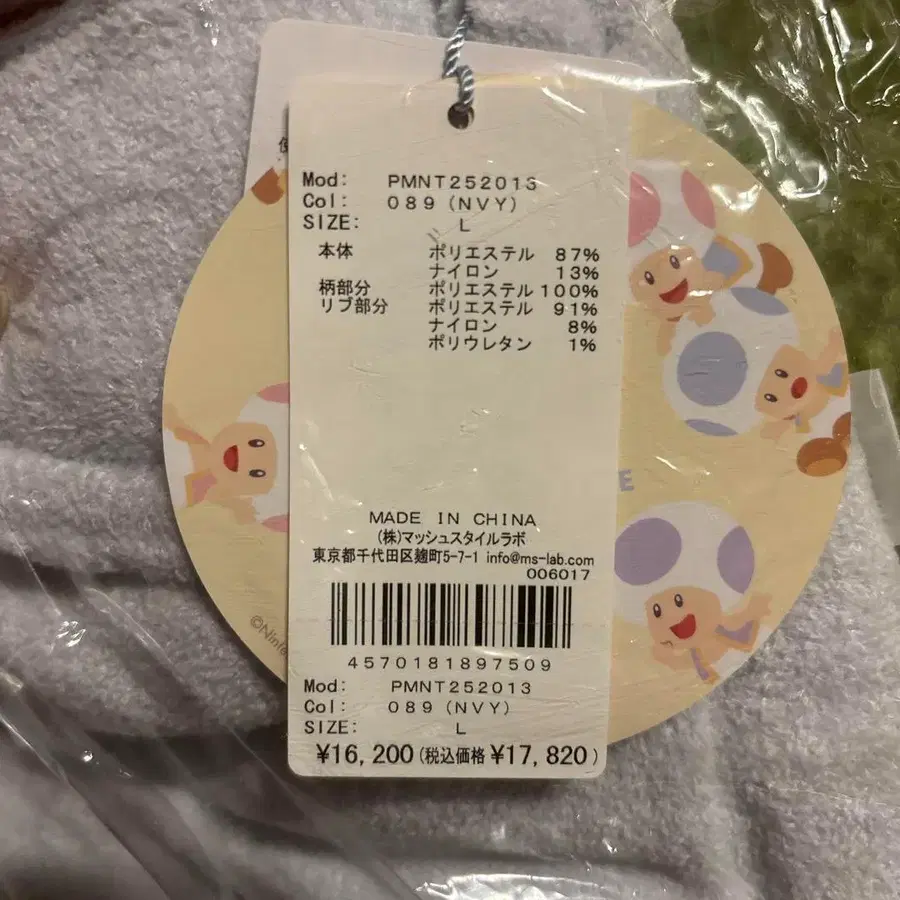 Mod: PMNT252013
Col: 089(NVY)
SIZE: L
本体 ポリエステル 87%
ナイロン 13%
柄部分 ポリエステル 100%
リブ部分 ポリエステル 91%
ナイロン 8%
ポリウレタン 1%
MADE IN CHINA
(株)マッシュスタイルラボ
東京都千代田区麹町5-7-1 info@ms-lab.com
006017
4570181897509
Mod: PMNT252013
Col: 089(NVY)
SIZE: L
¥16,200(税込価格 ¥17,820)
E